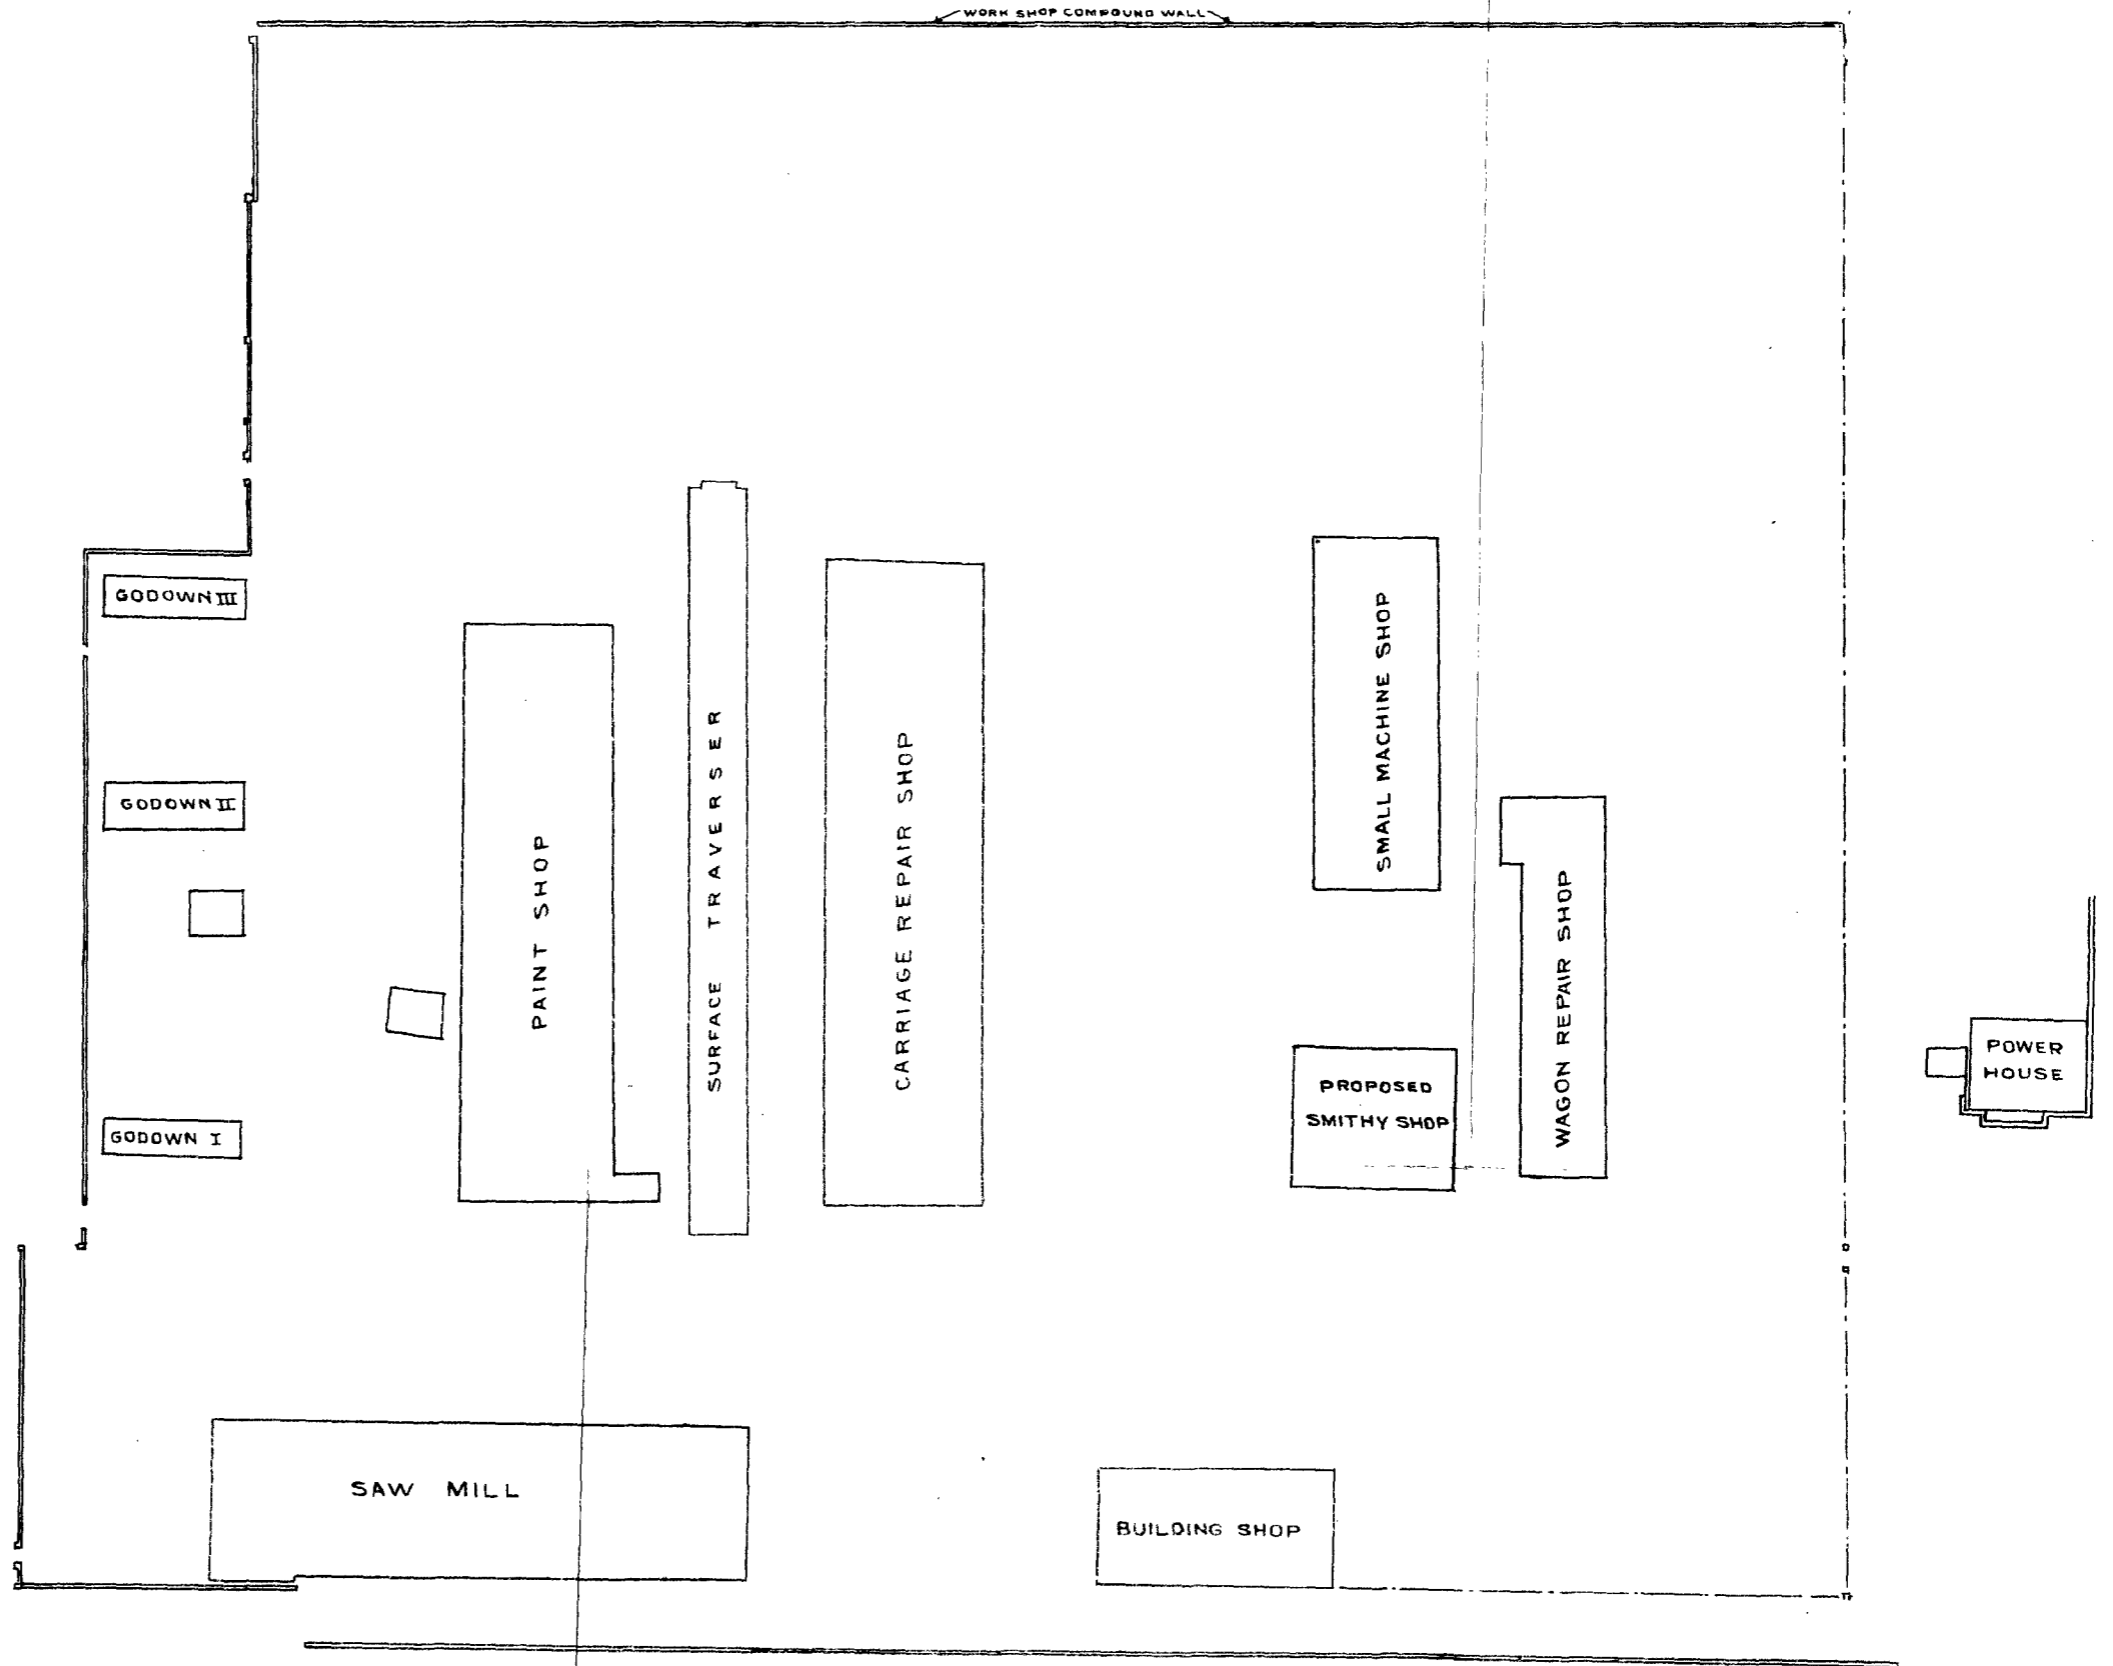 WORK SHOP COMPOUND WALL
GODOWN III
GODOWN II
GODOWN I
PAINT SHOP
SURFACE TRAVERSER
CARRIAGE REPAIR SHOP
SMALL MACHINE SHOP
WAGON REPAIR SHOP
PROPOSED
SMITHY SHOP
POWER
HOUSE
SAW MILL
BUILDING SHOP